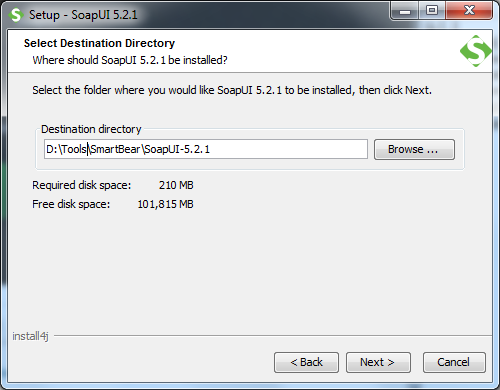 Setup - SoapUI 5.2.1
Select Destination Directory
Where should SoapUI 5.2.1 be installed?
Select the folder where you would like SoapUI 5.2.1 to be installed, then click Next.
Destination directory
D:\Tools\SmartBear\SoapUI-5.2.1
Browse ...
Required disk space: 210 MB
Free disk space: 101,815 MB
install4j
< Back
Next >
Cancel